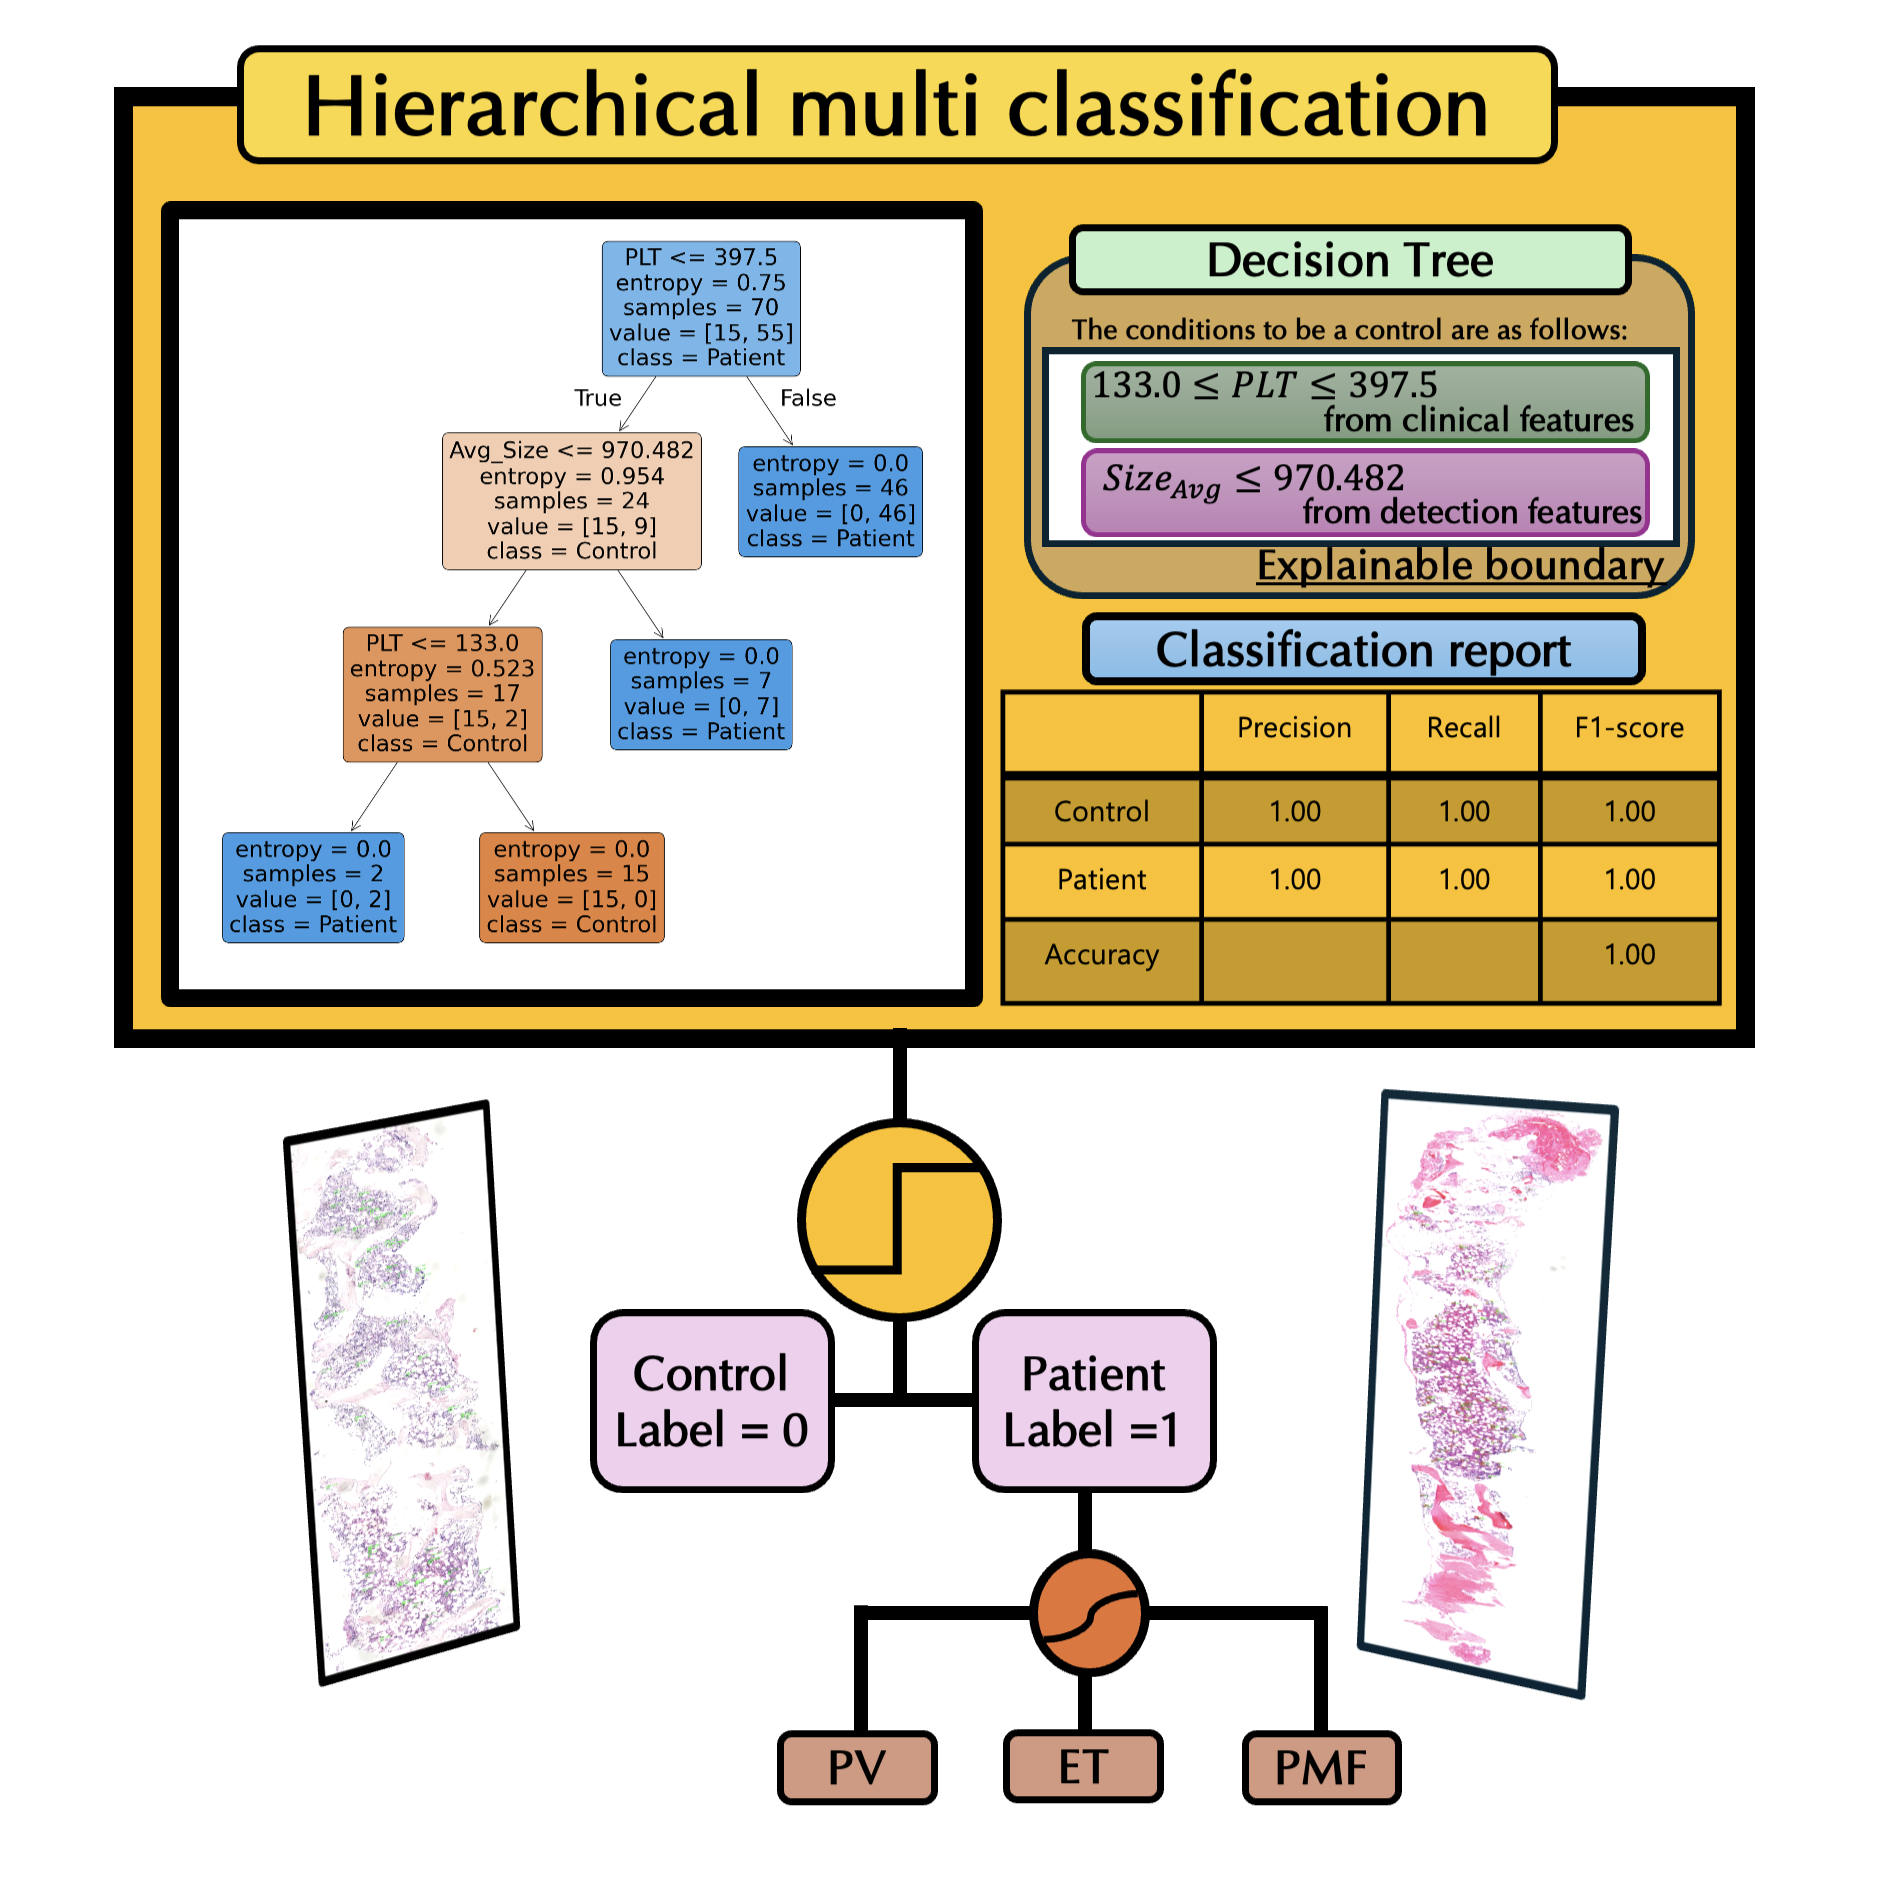 Hierarchical multi classification
PLT <= 397.5
entropy = 0.75
samples = 70
value = [15, 55]
class = Patient
True
False
Avg_Size <= 970.482
entropy = 0.954
samples = 24
value = [15, 9]
class = Control
entropy = 0.0
samples = 46
value = [0, 46]
class = Patient
PLT <= 133.0
entropy = 0.523
samples = 17
value = [15, 2]
class = Control
entropy = 0.0
samples = 7
value = [0, 7]
class = Patient
entropy = 0.0
samples = 2
value = [0, 2]
class = Patient
entropy = 0.0
samples = 15
value = [15, 0]
class = Control
Decision Tree
The conditions to be a control are as follows:
133.0 ≤ PLT ≤ 397.5
from clinical features
Size_Avg ≤ 970.482
from detection features
Explainable boundary
Classification report
Precision Recall F1-score
Control 1.00 1.00 1.00
Patient 1.00 1.00 1.00
Accuracy 1.00
Control
Label = 0
Patient
Label =1
PV
ET
PMF